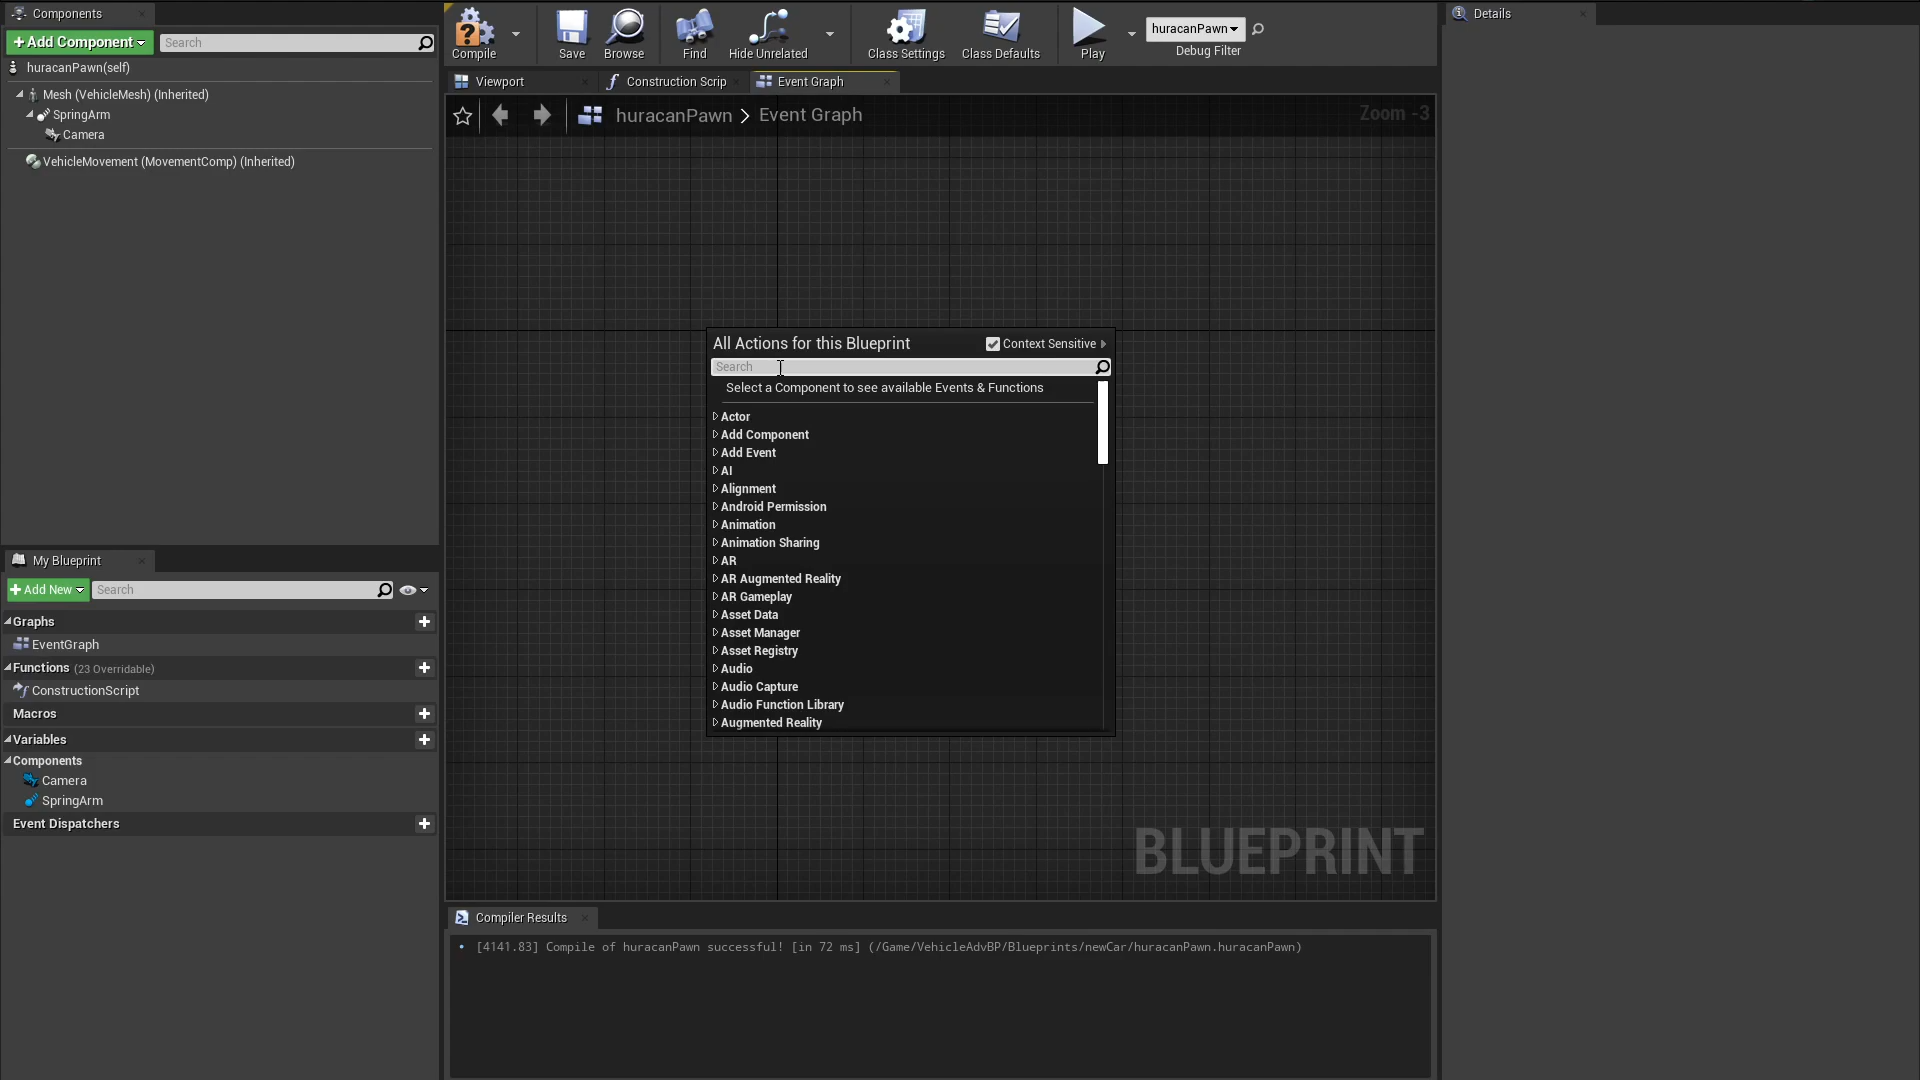 Components
+ Add Component
Search
huracanPawn(self)
Mesh (VehicleMesh) (Inherited)
SpringArm
Camera
VehicleMovement (MovementComp) (Inherited)
My Blueprint
+ Add New
Search
Graphs
EventGraph
Functions (23 Overridable)
ConstructionScript
Macros
Variables
Components
Camera
SpringArm
Event Dispatchers
Compile
Save
Browse
Find
Hide Unrelated
Class Settings
Class Defaults
Play
huracanPawn
Debug Filter
Viewport
Construction Scrip
Event Graph
huracanPawn > Event Graph
Zoom -3
All Actions for this Blueprint
Context Sensitive
Search
Select a Component to see available Events & Functions
Actor
Add Component
Add Event
AI
Alignment
Android Permission
Animation
Animation Sharing
AR
AR Augmented Reality
AR Gameplay
Asset Data
Asset Manager
Asset Registry
Audio
Audio Capture
Audio Function Library
Augmented Reality
BLUEPRINT
Compiler Results
[4141.83] Compile of huracanPawn successful! [in 72 ms] (/Game/VehicleAdvBP/Blueprints/newCar/huracanPawn.huracanPawn)
Details